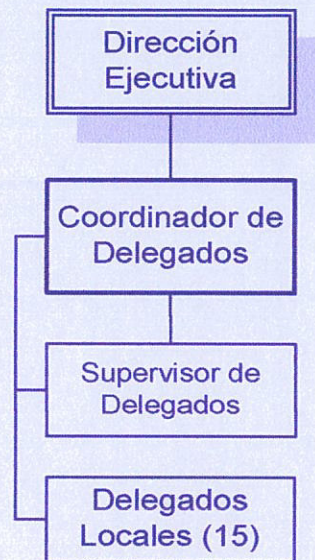 Dirección
Ejecutiva
Coordinador de
Delegados
Supervisor de
Delegados
Delegados
Locales (15)